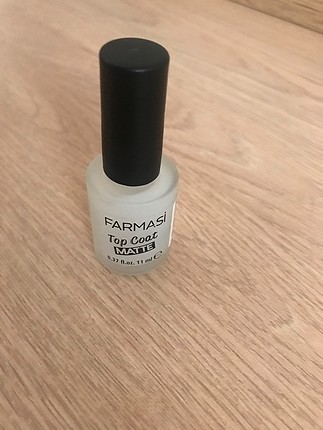 FARMASİ
Top Coat
MATTE
0.37 fl.oz. 11 ml ℮